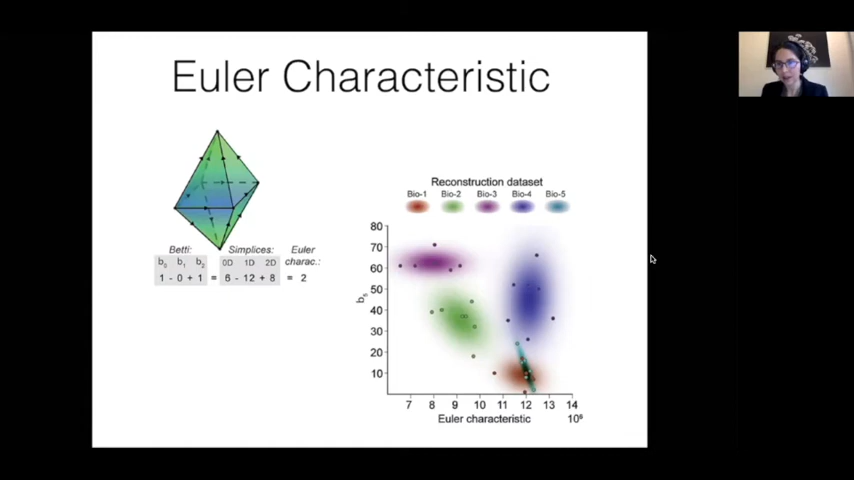 Euler Characteristic
Betti: Simplices: Euler
b₀ b₁ b₂ 0D 1D 2D charac.:
1 - 0 + 1 = 6 - 12 + 8 = 2
Reconstruction dataset
Bio-1 Bio-2 Bio-3 Bio-4 Bio-5
80
70
60
50
40
30
20
10
b₅
7 8 9 10 11 12 13 14
Euler characteristic 10⁶